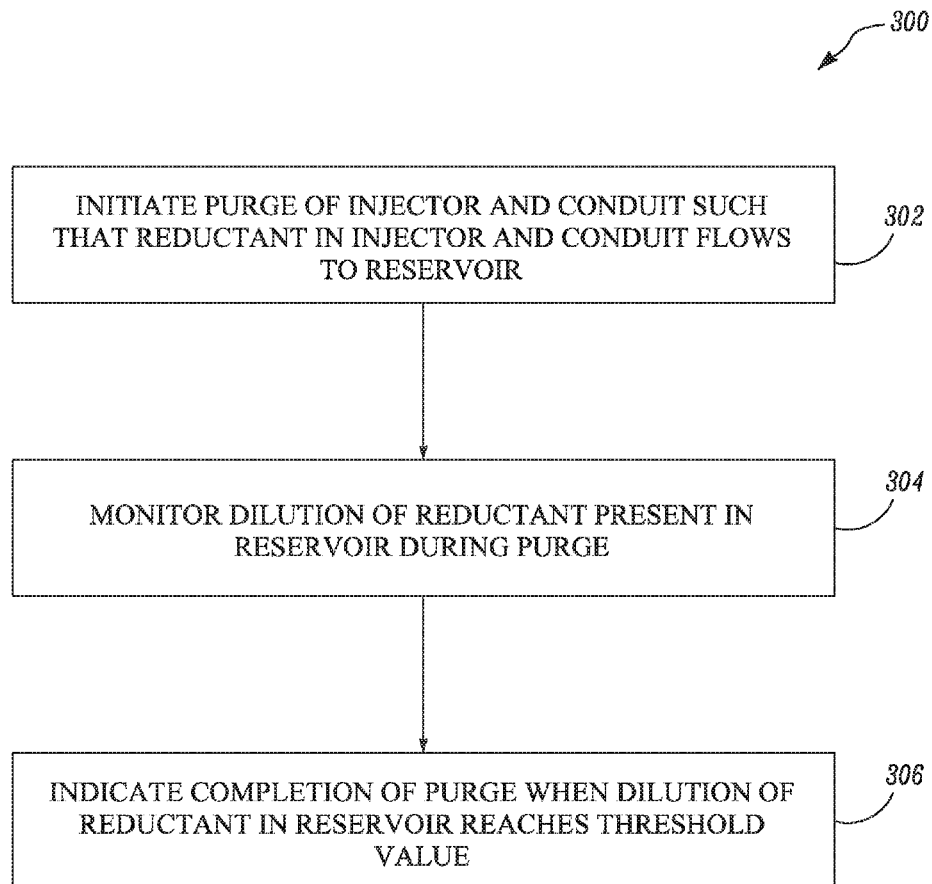 300
INITIATE PURGE OF INJECTOR AND CONDUIT SUCH
THAT REDUCTANT IN INJECTOR AND CONDUIT FLOWS
TO RESERVOIR
302
MONITOR DILUTION OF REDUCTANT PRESENT IN
RESERVOIR DURING PURGE
304
INDICATE COMPLETION OF PURGE WHEN DILUTION OF
REDUCTANT IN RESERVOIR REACHES THRESHOLD
VALUE
306